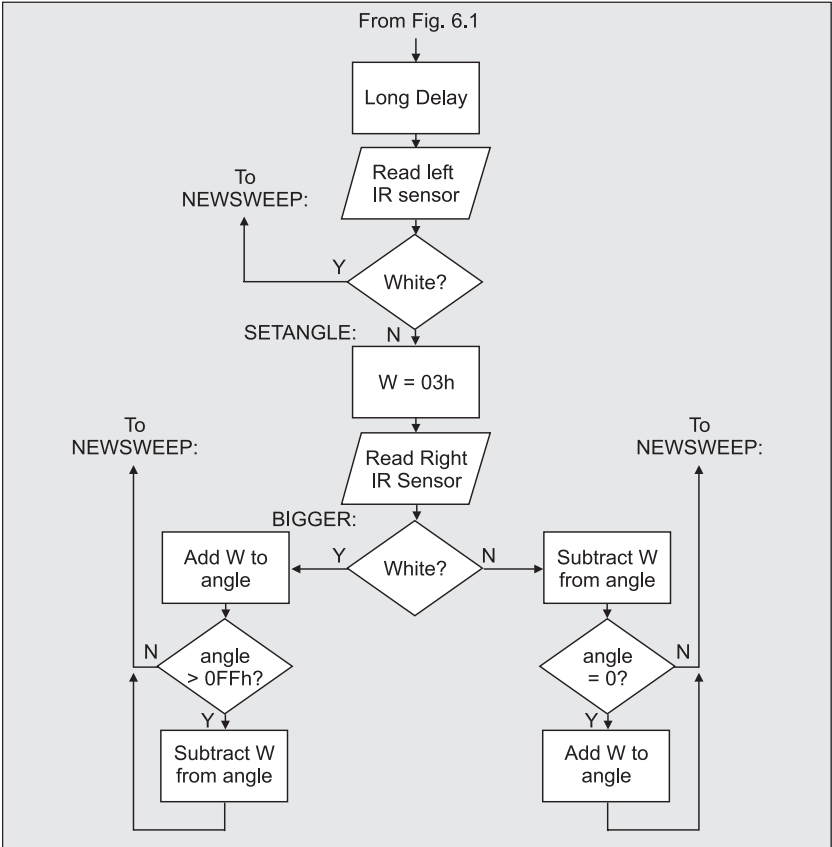 From Fig. 6.1
Long Delay
Read left
IR sensor
To
NEWSWEEP:
Y
White?
SETANGLE:
N
W = 03h
To
NEWSWEEP:
Read Right
IR Sensor
To
NEWSWEEP:
BIGGER:
Add W to
angle
Y
White?
N
Subtract W
from angle
N
angle
> 0FFh?
angle
= 0?
N
Y
Y
Subtract W
from angle
Add W to
angle